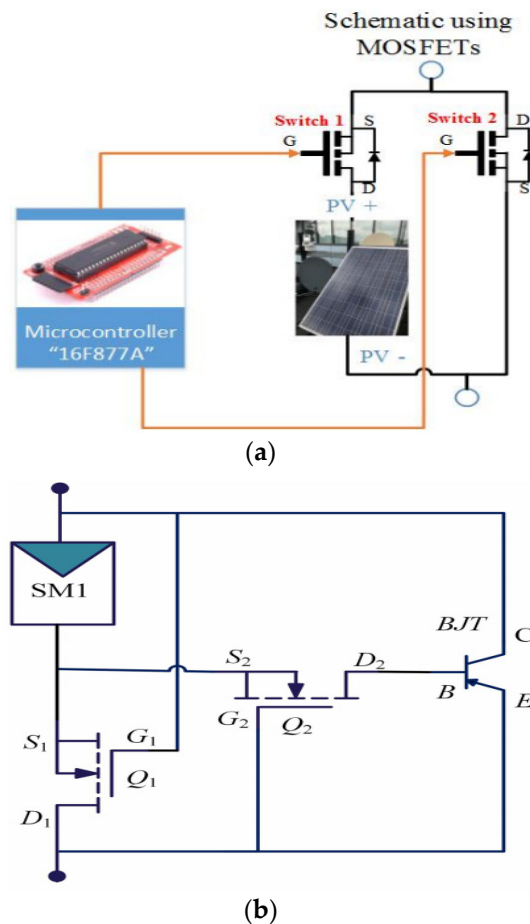 Schematic using
MOSFETs
Switch 1
S
G
D
Switch 2
D
G
S
PV +
Microcontroller
"16F877A"
PV -
(a)
SM1
BJT
C
S₂
D₂
B
E
G₂
Q₂
S₁
G₁
Q₁
D₁
(b)